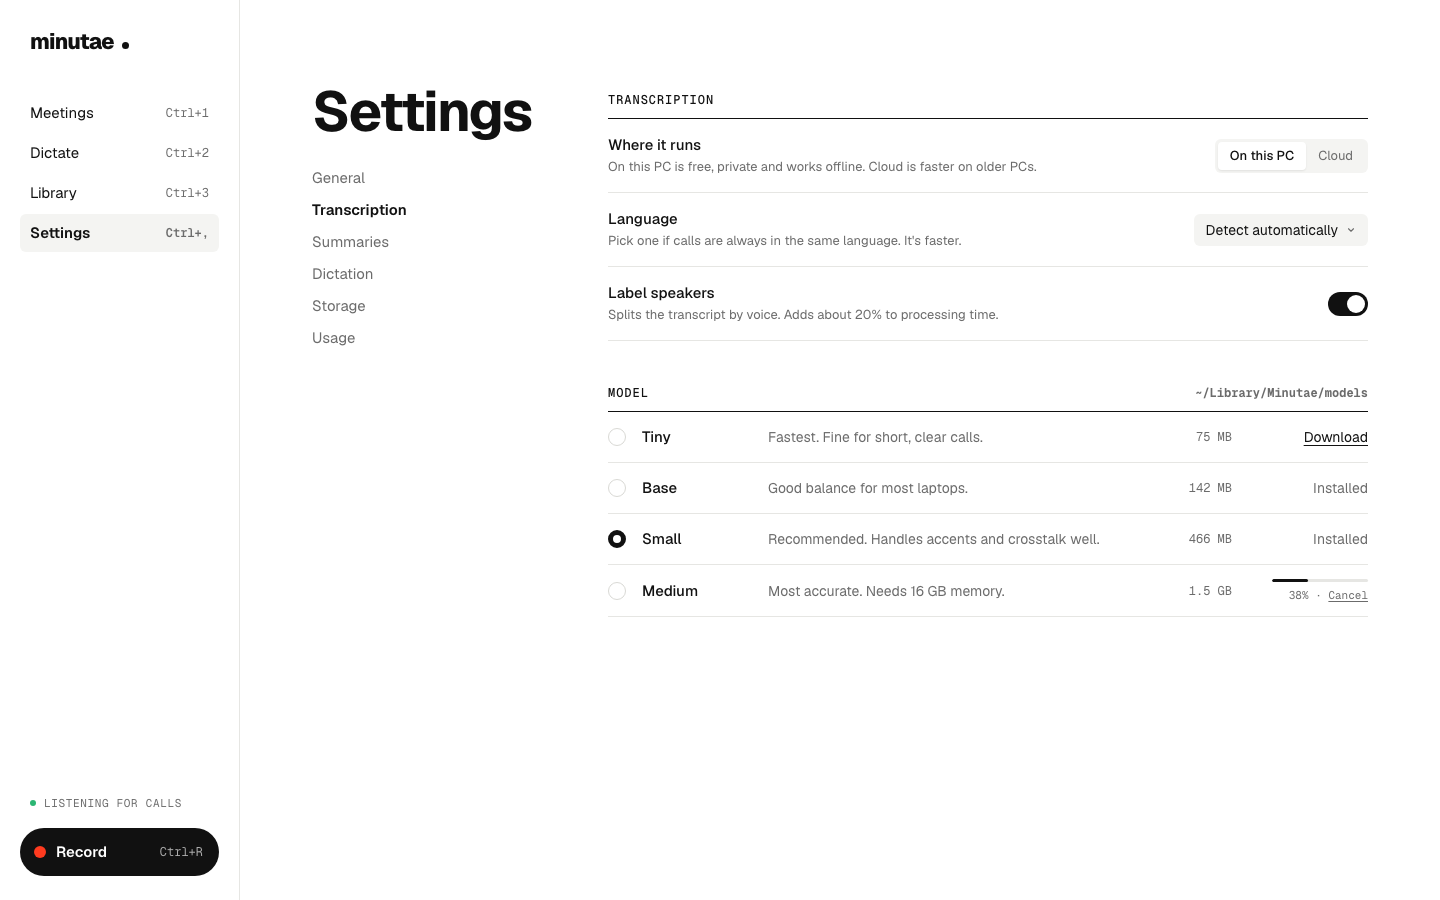 minutae
Meetings Ctrl+1
Dictate Ctrl+2
Library Ctrl+3
Settings Ctrl+,
LISTENING FOR CALLS
Record Ctrl+R
Settings
General
Transcription
Summaries
Dictation
Storage
Usage
TRANSCRIPTION
Where it runs
On this PC is free, private and works offline. Cloud is faster on older PCs.
On this PC Cloud
Language
Pick one if calls are always in the same language. It's faster.
Detect automatically
Label speakers
Splits the transcript by voice. Adds about 20% to processing time.
MODEL ~/Library/Minutae/models
Tiny Fastest. Fine for short, clear calls. 75 MB Download
Base Good balance for most laptops. 142 MB Installed
Small Recommended. Handles accents and crosstalk well. 466 MB Installed
Medium Most accurate. Needs 16 GB memory. 1.5 GB 38% · Cancel